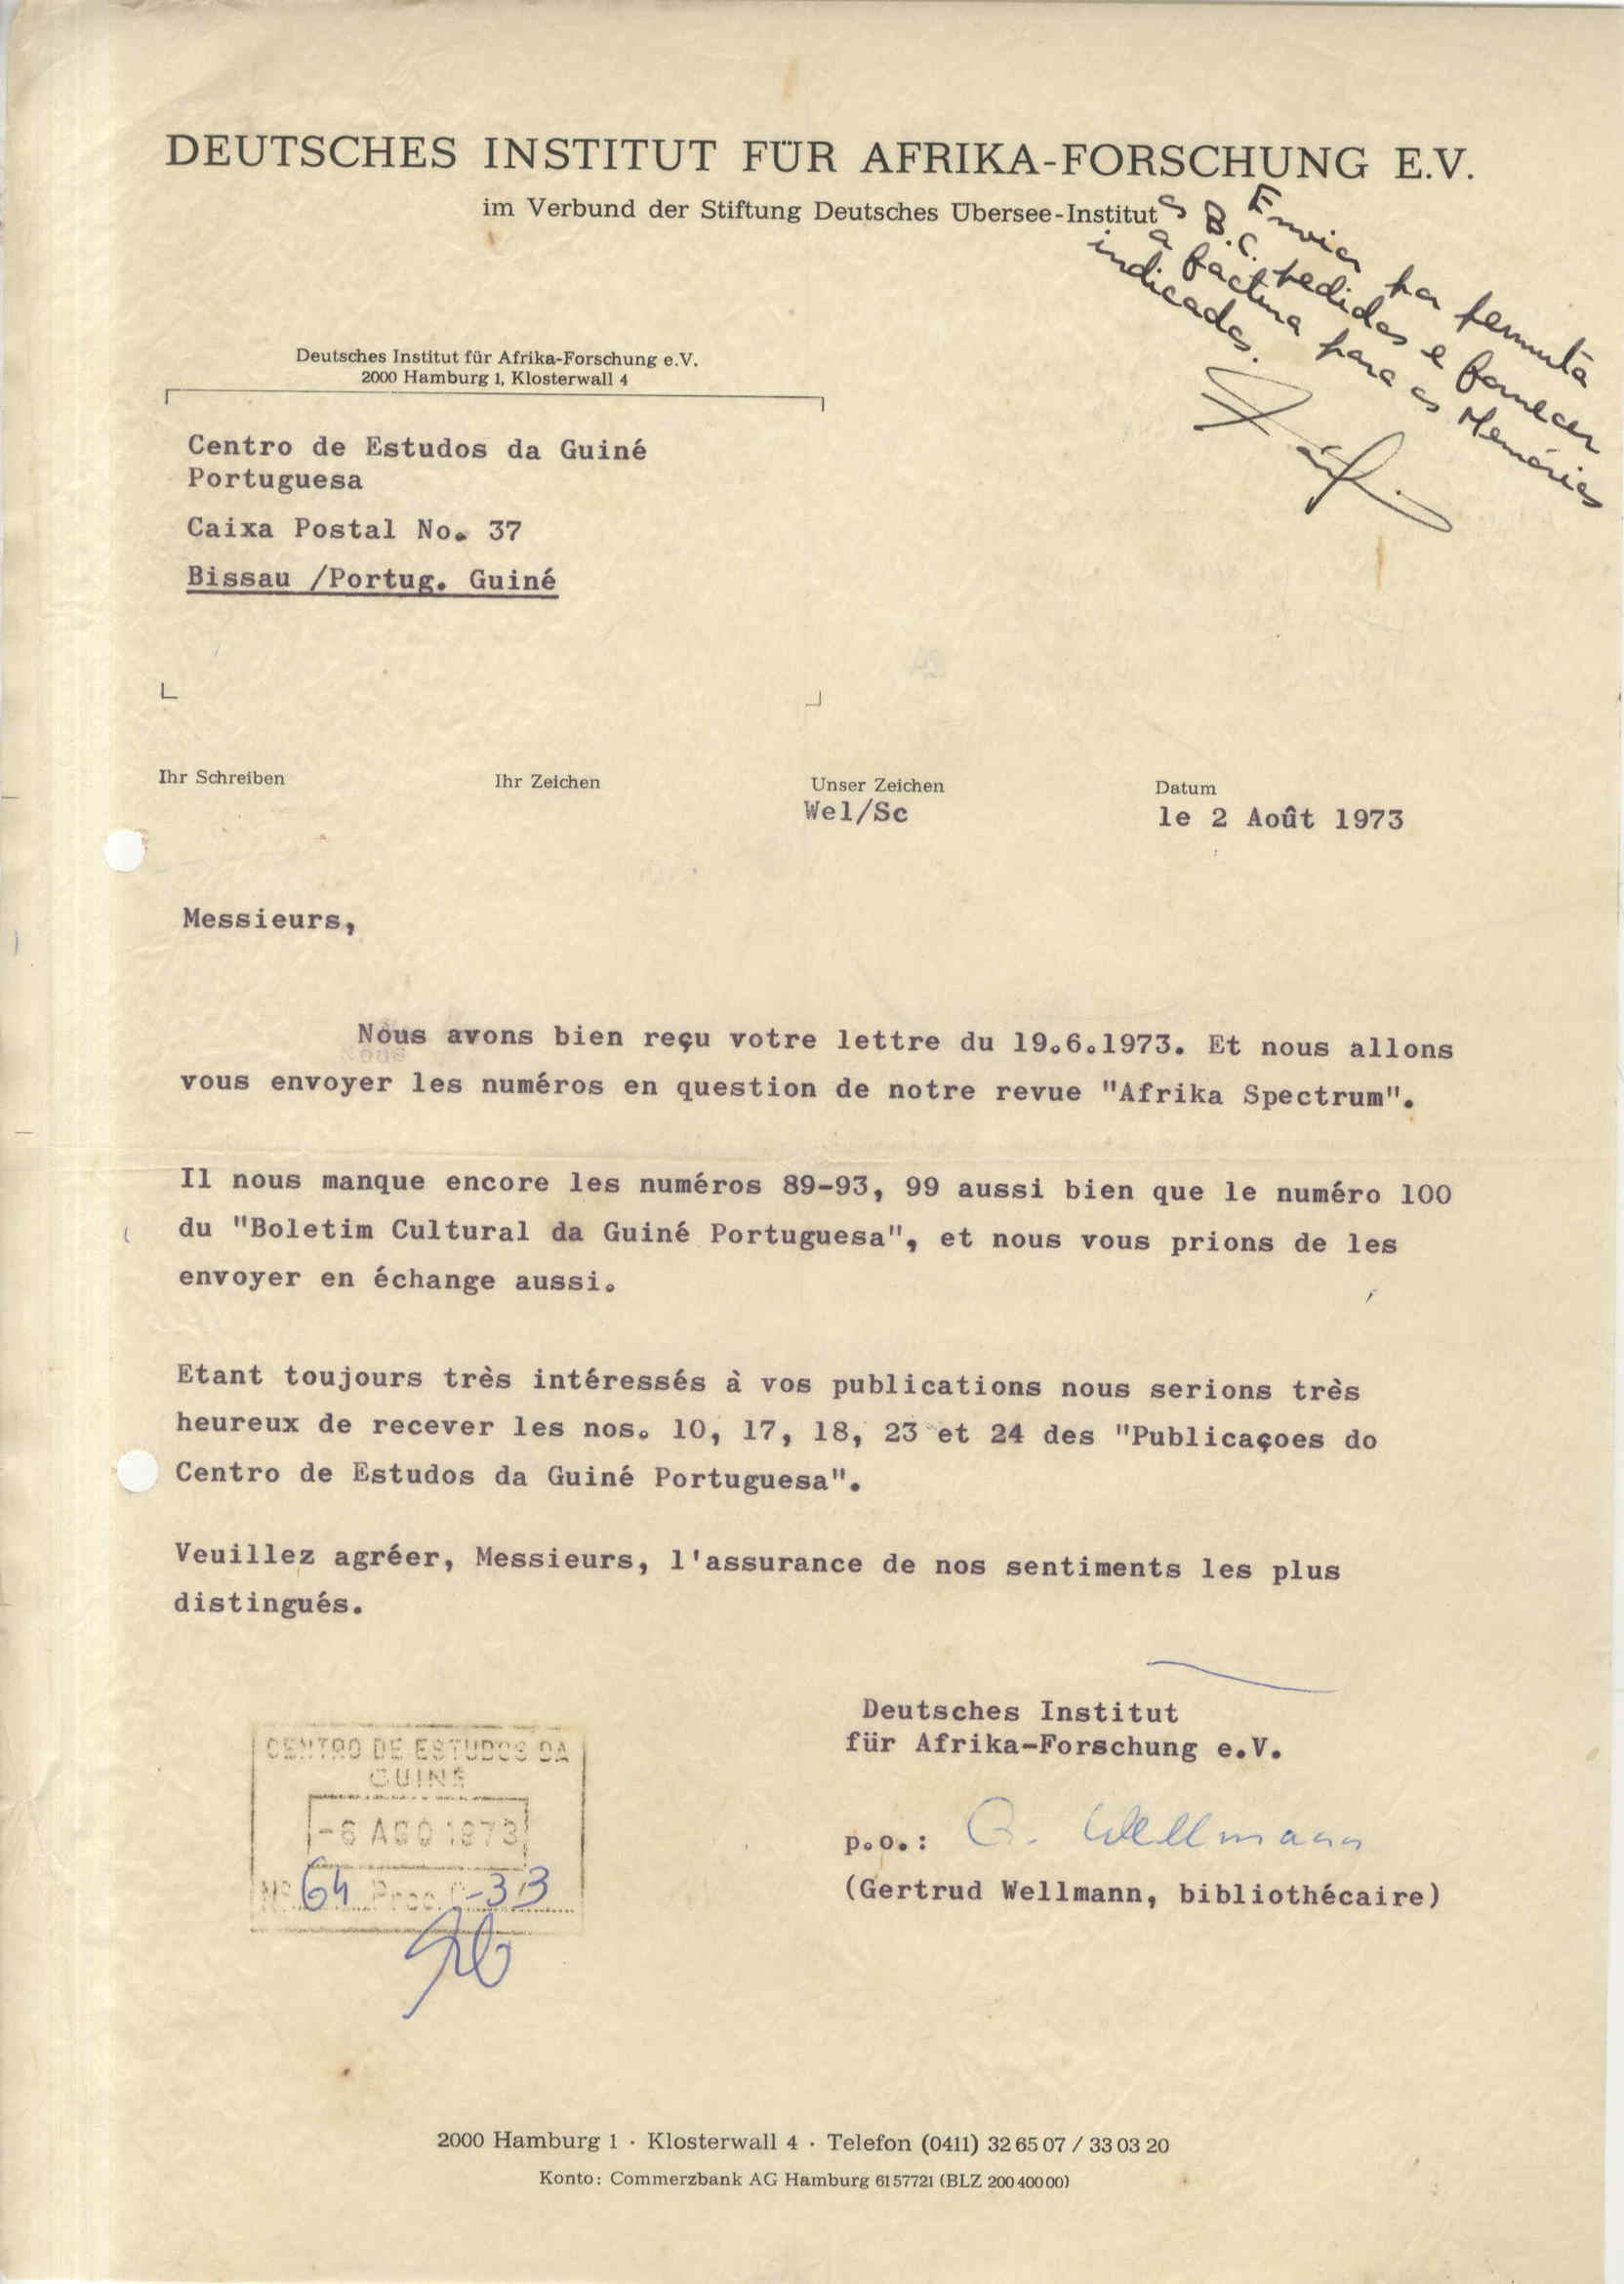 DEUTSCHES INSTITUT FÜR AFRIKA-FORSCHUNG E.V.
im Verbund der Stiftung Deutsches Übersee-Institut
Enviar por permuta
os B.C. pedidos e fornecer
a factura para as Memórias
indicadas.
Deutsches Institut für Afrika-Forschung e.V.
2000 Hamburg 1, Klosterwall 4
Centro de Estudos da Guiné
Portuguesa
Caixa Postal No. 37
Bissau /Portug. Guiné
Ihr Schreiben Ihr Zeichen Unser Zeichen Datum
Wel/Sc le 2 Août 1973
Messieurs,
Nous avons bien reçu votre lettre du 19.6.1973. Et nous allons
vous envoyer les numéros en question de notre revue "Afrika Spectrum".
Il nous manque encore les numéros 89-93, 99 aussi bien que le numéro 100
du "Boletim Cultural da Guiné Portuguesa", et nous vous prions de les
envoyer en échange aussi.
Etant toujours très intéressés à vos publications nous serions très
heureux de recever les nos. 10, 17, 18, 23 et 24 des "Publicaçoes do
Centro de Estudos da Guiné Portuguesa".
Veuillez agréer, Messieurs, l'assurance de nos sentiments les plus
distingués.
Deutsches Institut
für Afrika-Forschung e.V.
p.o.: G. Wellmann
(Gertrud Wellmann, bibliothécaire)
CENTRO DE ESTUDOS DA
GUINÉ
-6 AGO 1973
Nº 64 Proc. -33
2000 Hamburg 1 · Klosterwall 4 · Telefon (0411) 32 65 07 / 33 03 20
Konto: Commerzbank AG Hamburg 6157721 (BLZ 200 400 00)